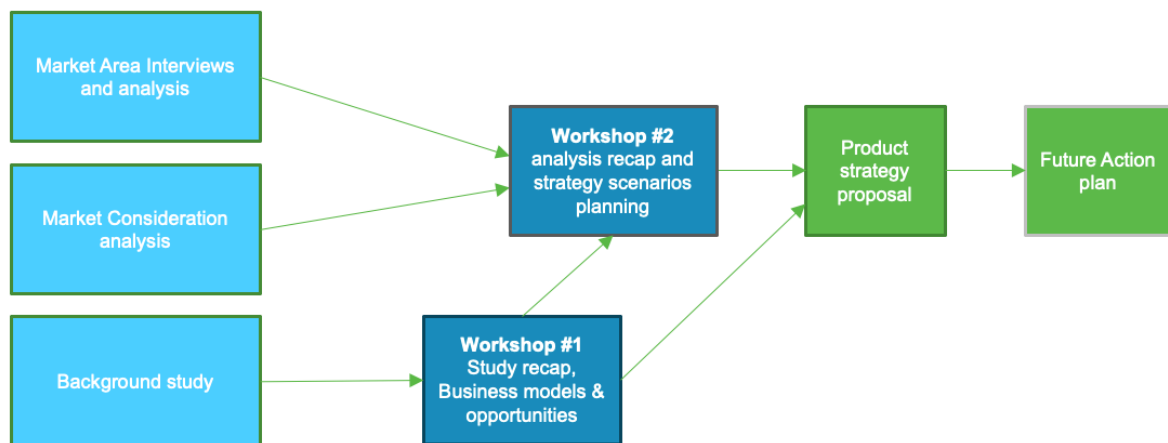 Market Area Interviews
and analysis
Market Consideration
analysis
Background study
Workshop #2
analysis recap and
strategy scenarios
planning
Workshop #1
Study recap,
Business models &
opportunities
Product
strategy
proposal
Future Action
plan